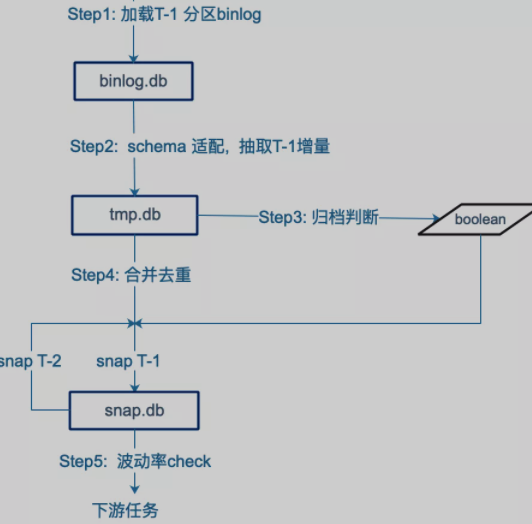 Step1: 加载T-1 分区binlog
binlog.db
Step2: schema 适配，抽取T-1增量
tmp.db
Step3: 归档判断
boolean
Step4: 合并去重
snap T-2
snap T-1
snap.db
Step5: 波动率check
下游任务